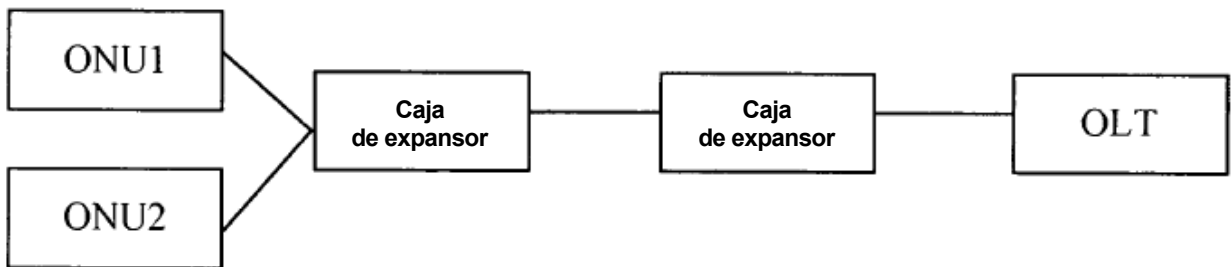 ONU1
ONU2
Caja
de expansor
Caja
de expansor
OLT